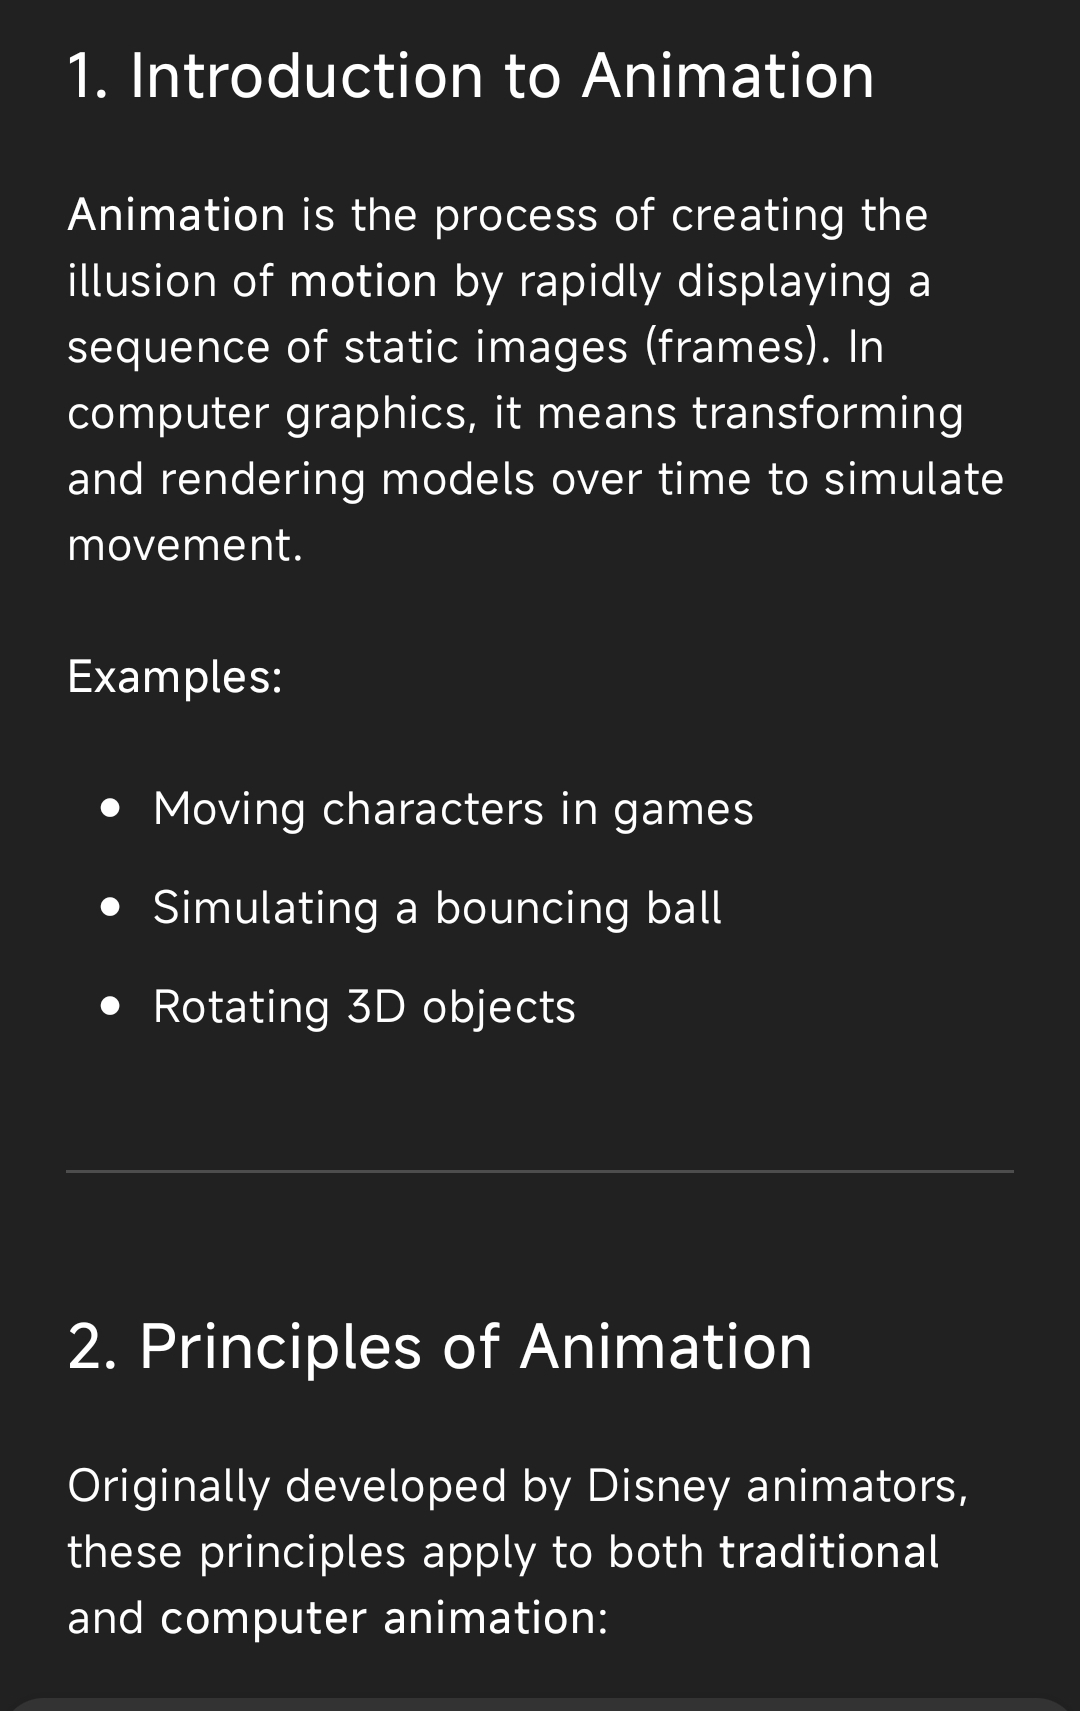 1. Introduction to Animation
Animation is the process of creating the
illusion of motion by rapidly displaying a
sequence of static images (frames). In
computer graphics, it means transforming
and rendering models over time to simulate
movement.
Examples:
• Moving characters in games
• Simulating a bouncing ball
• Rotating 3D objects
2. Principles of Animation
Originally developed by Disney animators,
these principles apply to both traditional
and computer animation: